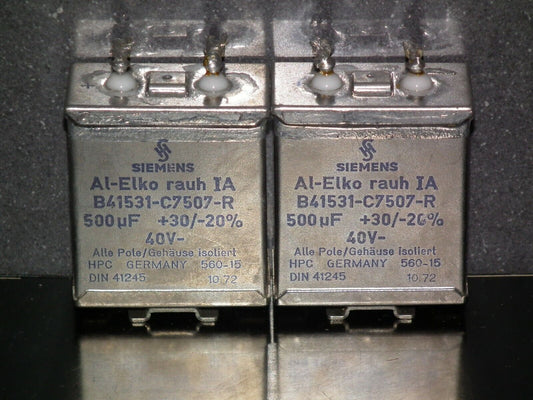 SIEMENS
Al-Elko rauh IA
B41531-C7507-R
500µF +30/-20%
40V-
Alle Pole/Gehäuse isoliert
HPC GERMANY 560-15
DIN 41245 10.72
SIEMENS
Al-Elko rauh IA
B41531-C7507-R
500µF +30/-20%
40V-
Alle Pole/Gehäuse isoliert
HPC GERMANY 560-15
DIN 41245 10.72